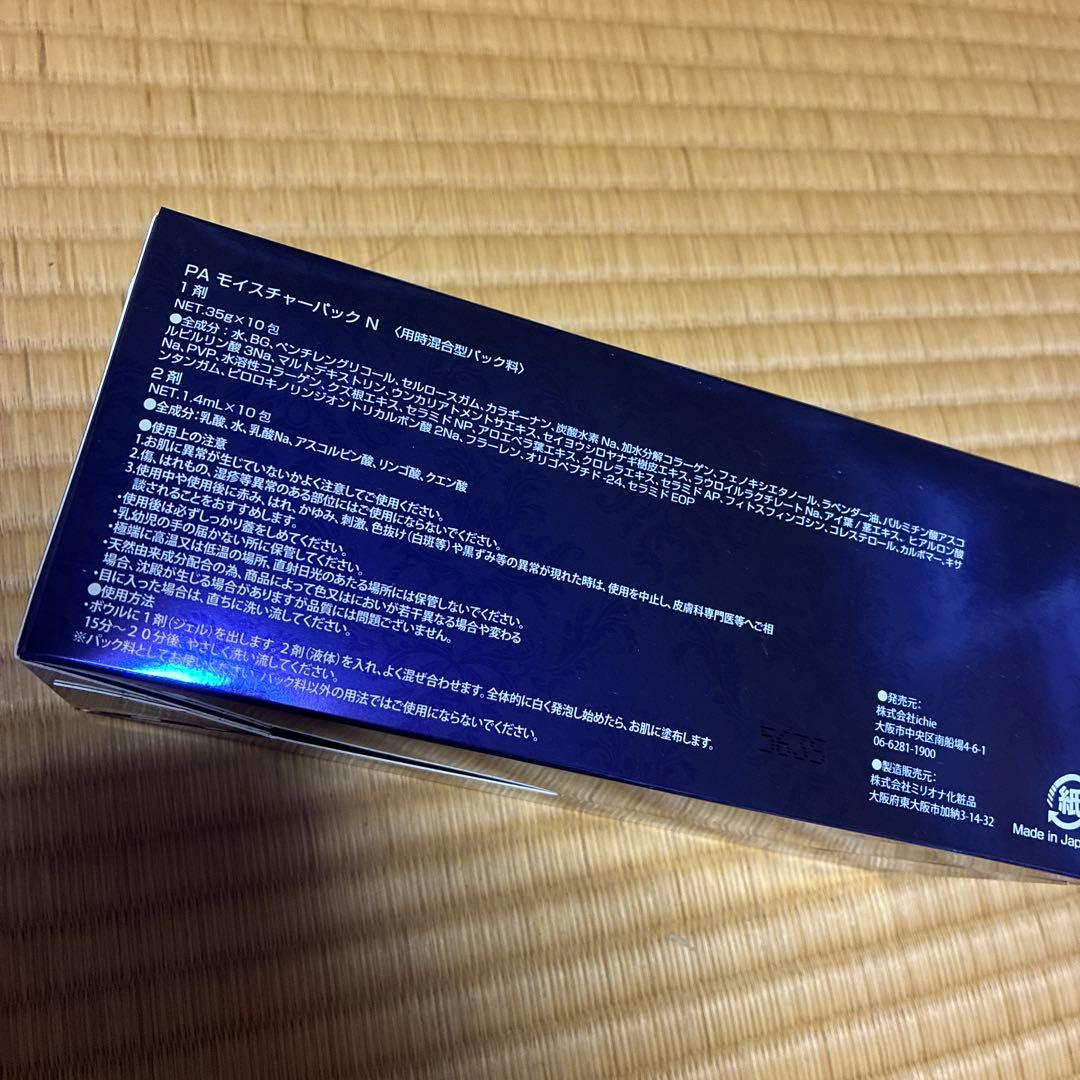 PA モイスチャーパック N 〈用時混合型パック料〉
1剤
NET.35g×10包
●全成分：水、BG、ペンチレングリコール、セルロースガム、カラギーナン、炭酸水素Na、加水分解コラーゲン、フェノキシエタノール、ラベンダー油、パルミチン酸アスコ
ルビルリン酸3Na、マルトデキストリン、ウンカリアトメントサエキス、セイヨウシロヤナギ樹皮エキス、ラウロイルラクチレートNa、アイ葉/茎エキス、ヒアルロン酸
Na、PVP、水溶性コラーゲン、クズ根エキス、セラミドNP、アロエベラ葉エキス、クロレラエキス、セラミドAP、フィトスフィンゴシン、コレステロール、カルボマー、キサ
ンタンガム、ピロロキノリンジオントリカルボン酸2Na、フラーレン、オリゴペプチド-24、セラミドEOP
2剤
NET.1.4mL×10包
●全成分:乳酸、水、乳酸Na、アスコルビン酸、リンゴ酸、クエン酸
●使用上の注意
1.お肌に異常が生じていないかよく注意してご使用ください。
2.傷、はれもの、湿疹等異常のある部位にはご使用にならないでください。
3.使用中や使用後に赤み、はれ、かゆみ、刺激、色抜け(白斑等)や黒ずみ等の異常が現れた時は、使用を中止し、皮膚科専門医等へご相
談されることをおすすめします。
・使用後は必ずしっかり蓋をしめてください。
・乳幼児の手の届かない所に保管してください。
・極端に高温又は低温の場所、直射日光のあたる場所には保管しないでください。
・天然由来成分配合の為、商品によって色又はにおいが若干異なる場合や変わる
場合、沈殿が生じる場合がありますが品質には問題ございません。
・目に入った場合は、直ちに洗い流してください。
●使用方法
・ボウルに1剤(ジェル)を出します。2剤(液体)を入れ、よく混ぜ合わせます。全体的に白く発泡し始めたら、お肌に塗布します。
15分～20分後、やさしく洗い流してください。
※パック料としてお使いください。パック料以外の用法ではご使用にならないでください。
5635
●発売元:
株式会社ichie
大阪市中央区南船場4-6-1
06-6281-1900
●製造販売元:
株式会社ミリオナ化粧品
大阪府東大阪市加納3-14-32
紙
Made in Jap